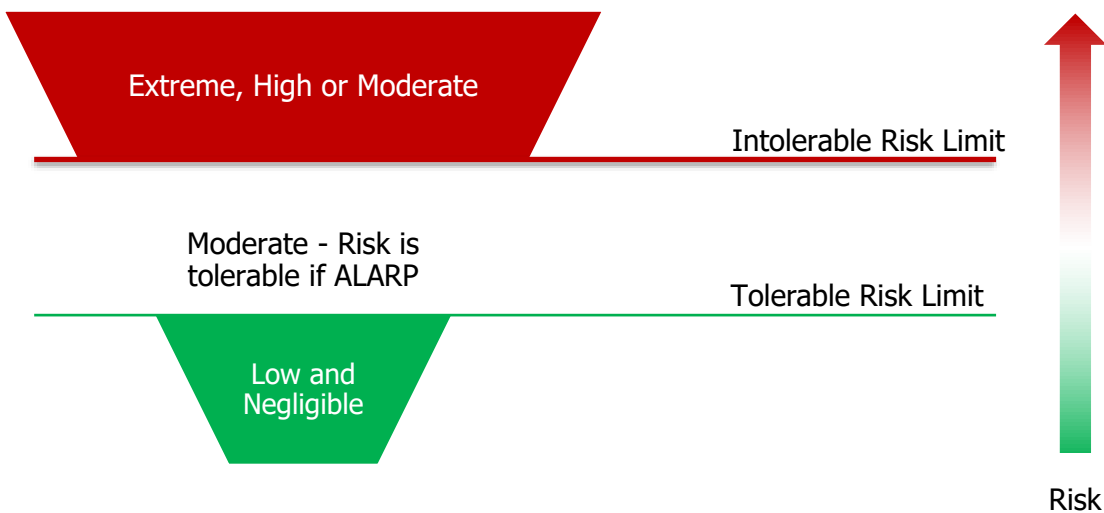 Extreme, High or Moderate
Intolerable Risk Limit
Moderate - Risk is
tolerable if ALARP
Tolerable Risk Limit
Low and
Negligible
Risk